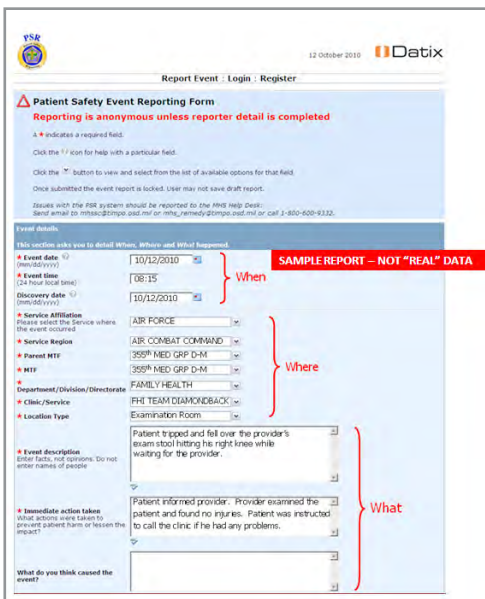 PSR
12 October 2010
Datix
Report Event : Login : Register
Patient Safety Event Reporting Form
Reporting is anonymous unless reporter detail is completed
A ★ indicates a required field.
Click the icon for help with a particular field.
Click the button to view and select from the list of available options for that field.
Once submitted the event report is locked. User may not save draft report.
Issues with the PSR system should be reported to the MHS Help Desk:
Send email to mhssc@timpo.osd.mil or mhs_remedy@timpo.osd.mil or call 1-800-600-9332.
Event details
This section asks you to detail When, Where and What happened.
★ Event date
(mm/dd/yyyy)
10/12/2010
SAMPLE REPORT – NOT "REAL" DATA
★ Event time
(24 hour local time)
08:15
When
Discovery date
(mm/dd/yyyy)
10/12/2010
★ Service Affiliation
Please select the Service where
the event occurred
AIR FORCE
★ Service Region
AIR COMBAT COMMAND
★ Parent MTF
355th MED GRP D-M
Where
★ MTF
355th MED GRP D-M
★
Department/Division/Directorate
FAMILY HEALTH
★ Clinic/Service
FHI TEAM DIAMONDBACK
★ Location Type
Examination Room
★ Event description
Enter facts, not opinions. Do not
enter names of people
Patient tripped and fell over the provider's
exam stool hitting his right knee while
waiting for the provider.
★ Immediate action taken
What actions were taken to
prevent patient harm or lessen the
impact?
Patient informed provider. Provider examined the
patient and found no injuries. Patient was instructed
to call the clinic if he had any problems.
What
What do you think caused the
event?